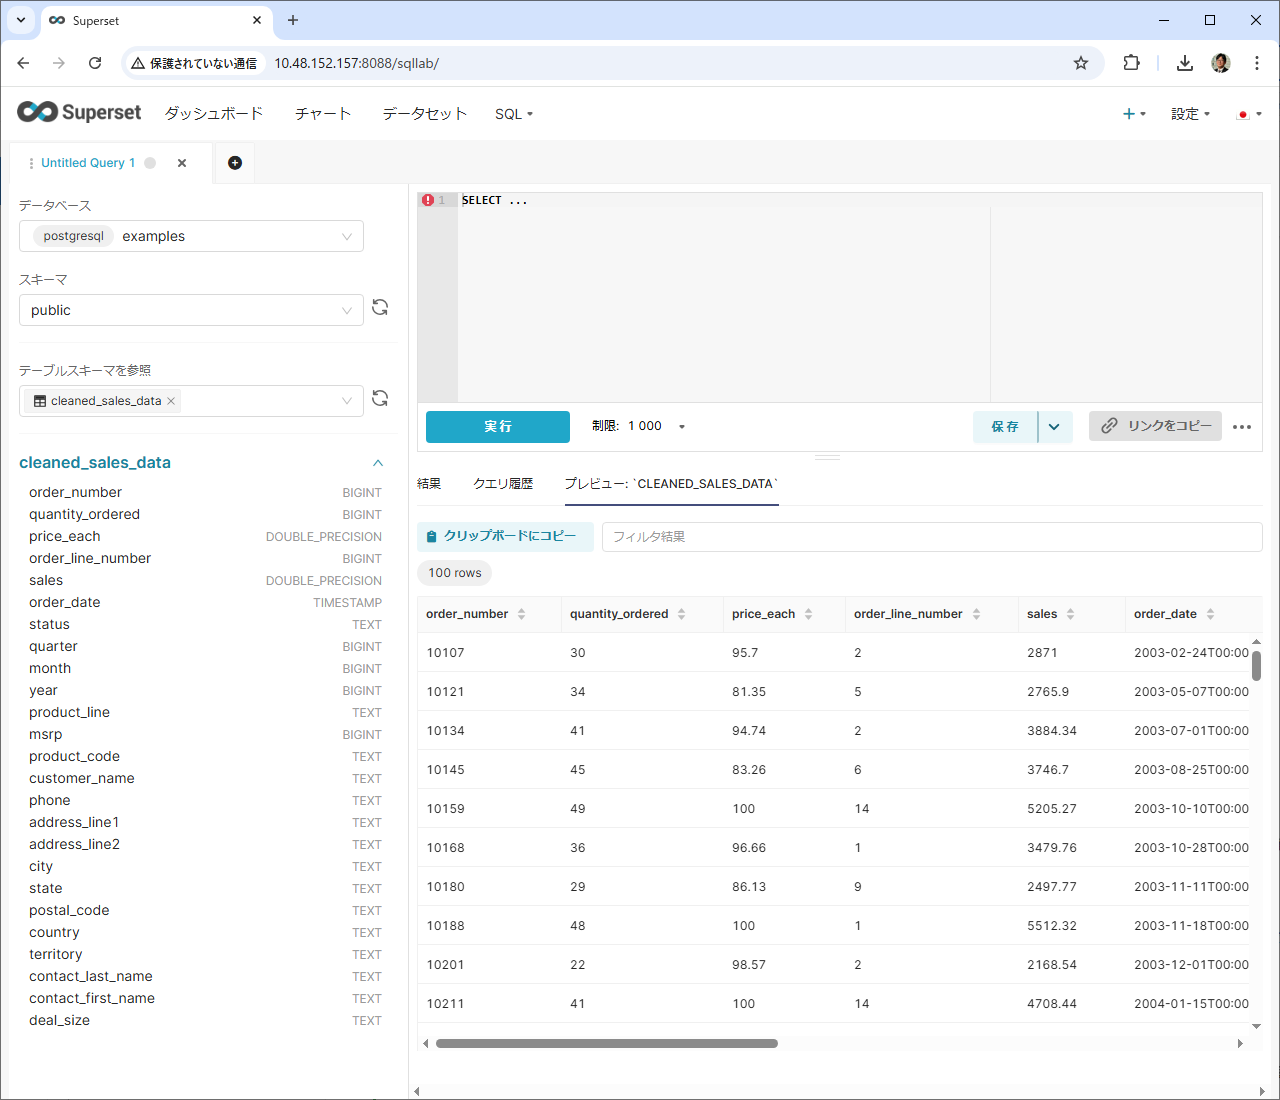 Superset
保護されていない通信 10.48.152.157:8088/sqllab/
Superset ダッシュボード チャート データセット SQL 設定
Untitled Query 1
データベース
postgresql examples
スキーマ
public
テーブルスキーマを参照
cleaned_sales_data
cleaned_sales_data
order_number BIGINT
quantity_ordered BIGINT
price_each DOUBLE_PRECISION
order_line_number BIGINT
sales DOUBLE_PRECISION
order_date TIMESTAMP
status TEXT
quarter BIGINT
month BIGINT
year BIGINT
product_line TEXT
msrp BIGINT
product_code TEXT
customer_name TEXT
phone TEXT
address_line1 TEXT
address_line2 TEXT
city TEXT
state TEXT
postal_code TEXT
country TEXT
territory TEXT
contact_last_name TEXT
contact_first_name TEXT
deal_size TEXT
1 SELECT ...
実行 制限: 1 000 保存 リンクをコピー
結果 クエリ履歴 プレビュー: `CLEANED_SALES_DATA`
クリップボードにコピー フィルタ結果
100 rows
order_number quantity_ordered price_each order_line_number sales order_date
10107 30 95.7 2 2871 2003-02-24T00:00
10121 34 81.35 5 2765.9 2003-05-07T00:00
10134 41 94.74 2 3884.34 2003-07-01T00:00
10145 45 83.26 6 3746.7 2003-08-25T00:00
10159 49 100 14 5205.27 2003-10-10T00:00
10168 36 96.66 1 3479.76 2003-10-28T00:00
10180 29 86.13 9 2497.77 2003-11-11T00:00
10188 48 100 1 5512.32 2003-11-18T00:00
10201 22 98.57 2 2168.54 2003-12-01T00:00
10211 41 100 14 4708.44 2004-01-15T00:00